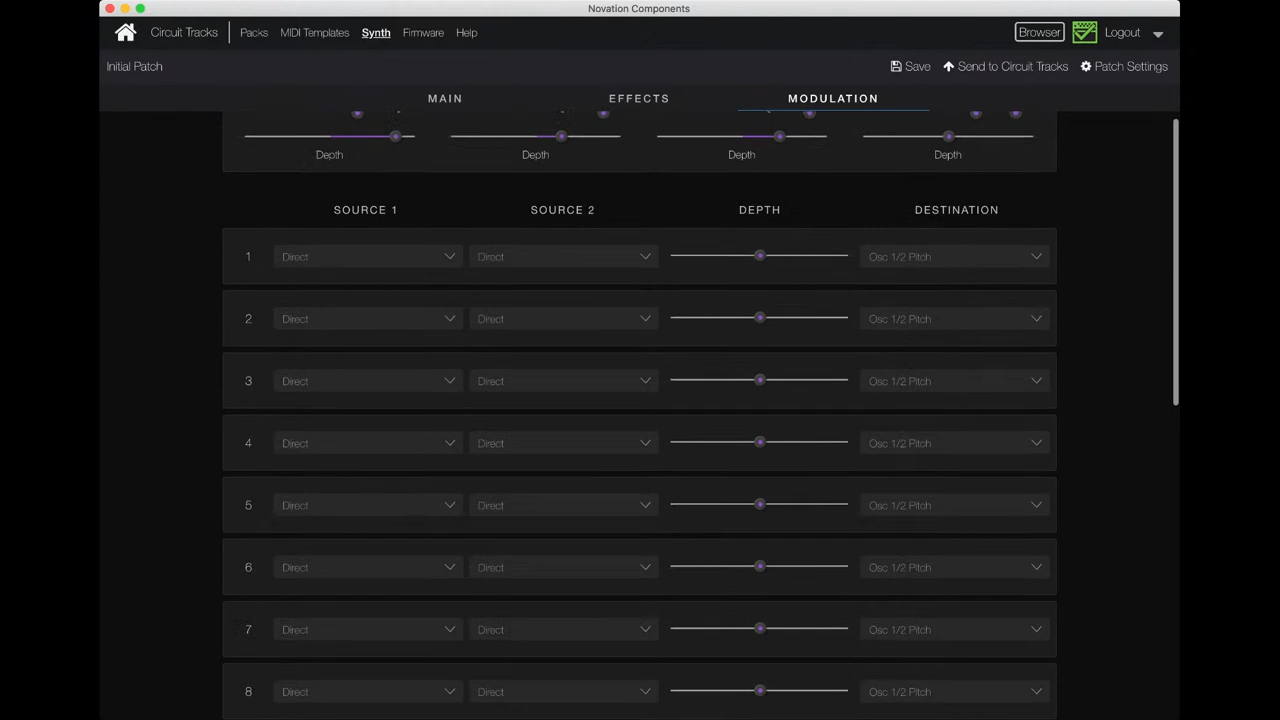 Novation Components
Circuit Tracks Packs MIDI Templates Synth Firmware Help Browser Logout
Initial Patch Save Send to Circuit Tracks Patch Settings
MAIN EFFECTS MODULATION
Depth Depth Depth Depth
SOURCE 1 SOURCE 2 DEPTH DESTINATION
1 Direct Direct Osc 1/2 Pitch
2 Direct Direct Osc 1/2 Pitch
3 Direct Direct Osc 1/2 Pitch
4 Direct Direct Osc 1/2 Pitch
5 Direct Direct Osc 1/2 Pitch
6 Direct Direct Osc 1/2 Pitch
7 Direct Direct Osc 1/2 Pitch
8 Direct Direct Osc 1/2 Pitch